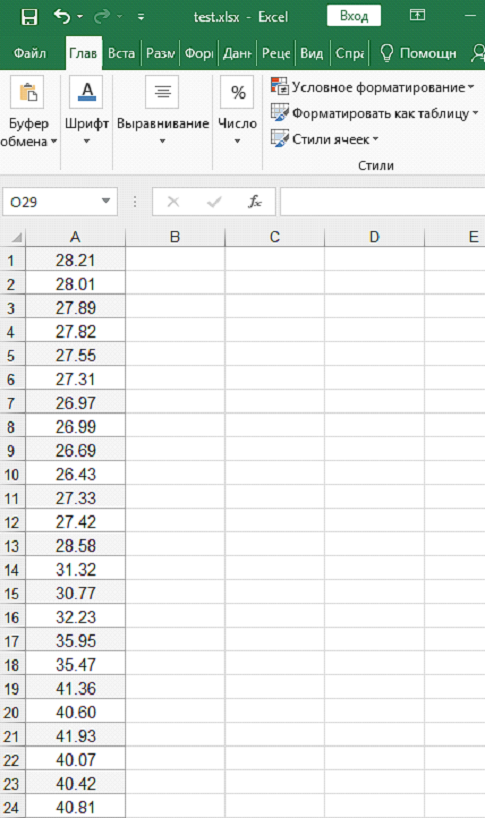 test.xlsx - Excel
Вход
Файл Глав Вста Разм Форм Данн Реце Вид Спра Помощн
Буфер обмена
Шрифт
Выравнивание
Число
Условное форматирование
Форматировать как таблицу
Стили ячеек
Стили
O29
fx
A B C D E
1 28.21
2 28.01
3 27.89
4 27.82
5 27.55
6 27.31
7 26.97
8 26.99
9 26.69
10 26.43
11 27.33
12 27.42
13 28.58
14 31.32
15 30.77
16 32.23
17 35.95
18 35.47
19 41.36
20 40.60
21 41.93
22 40.07
23 40.42
24 40.81